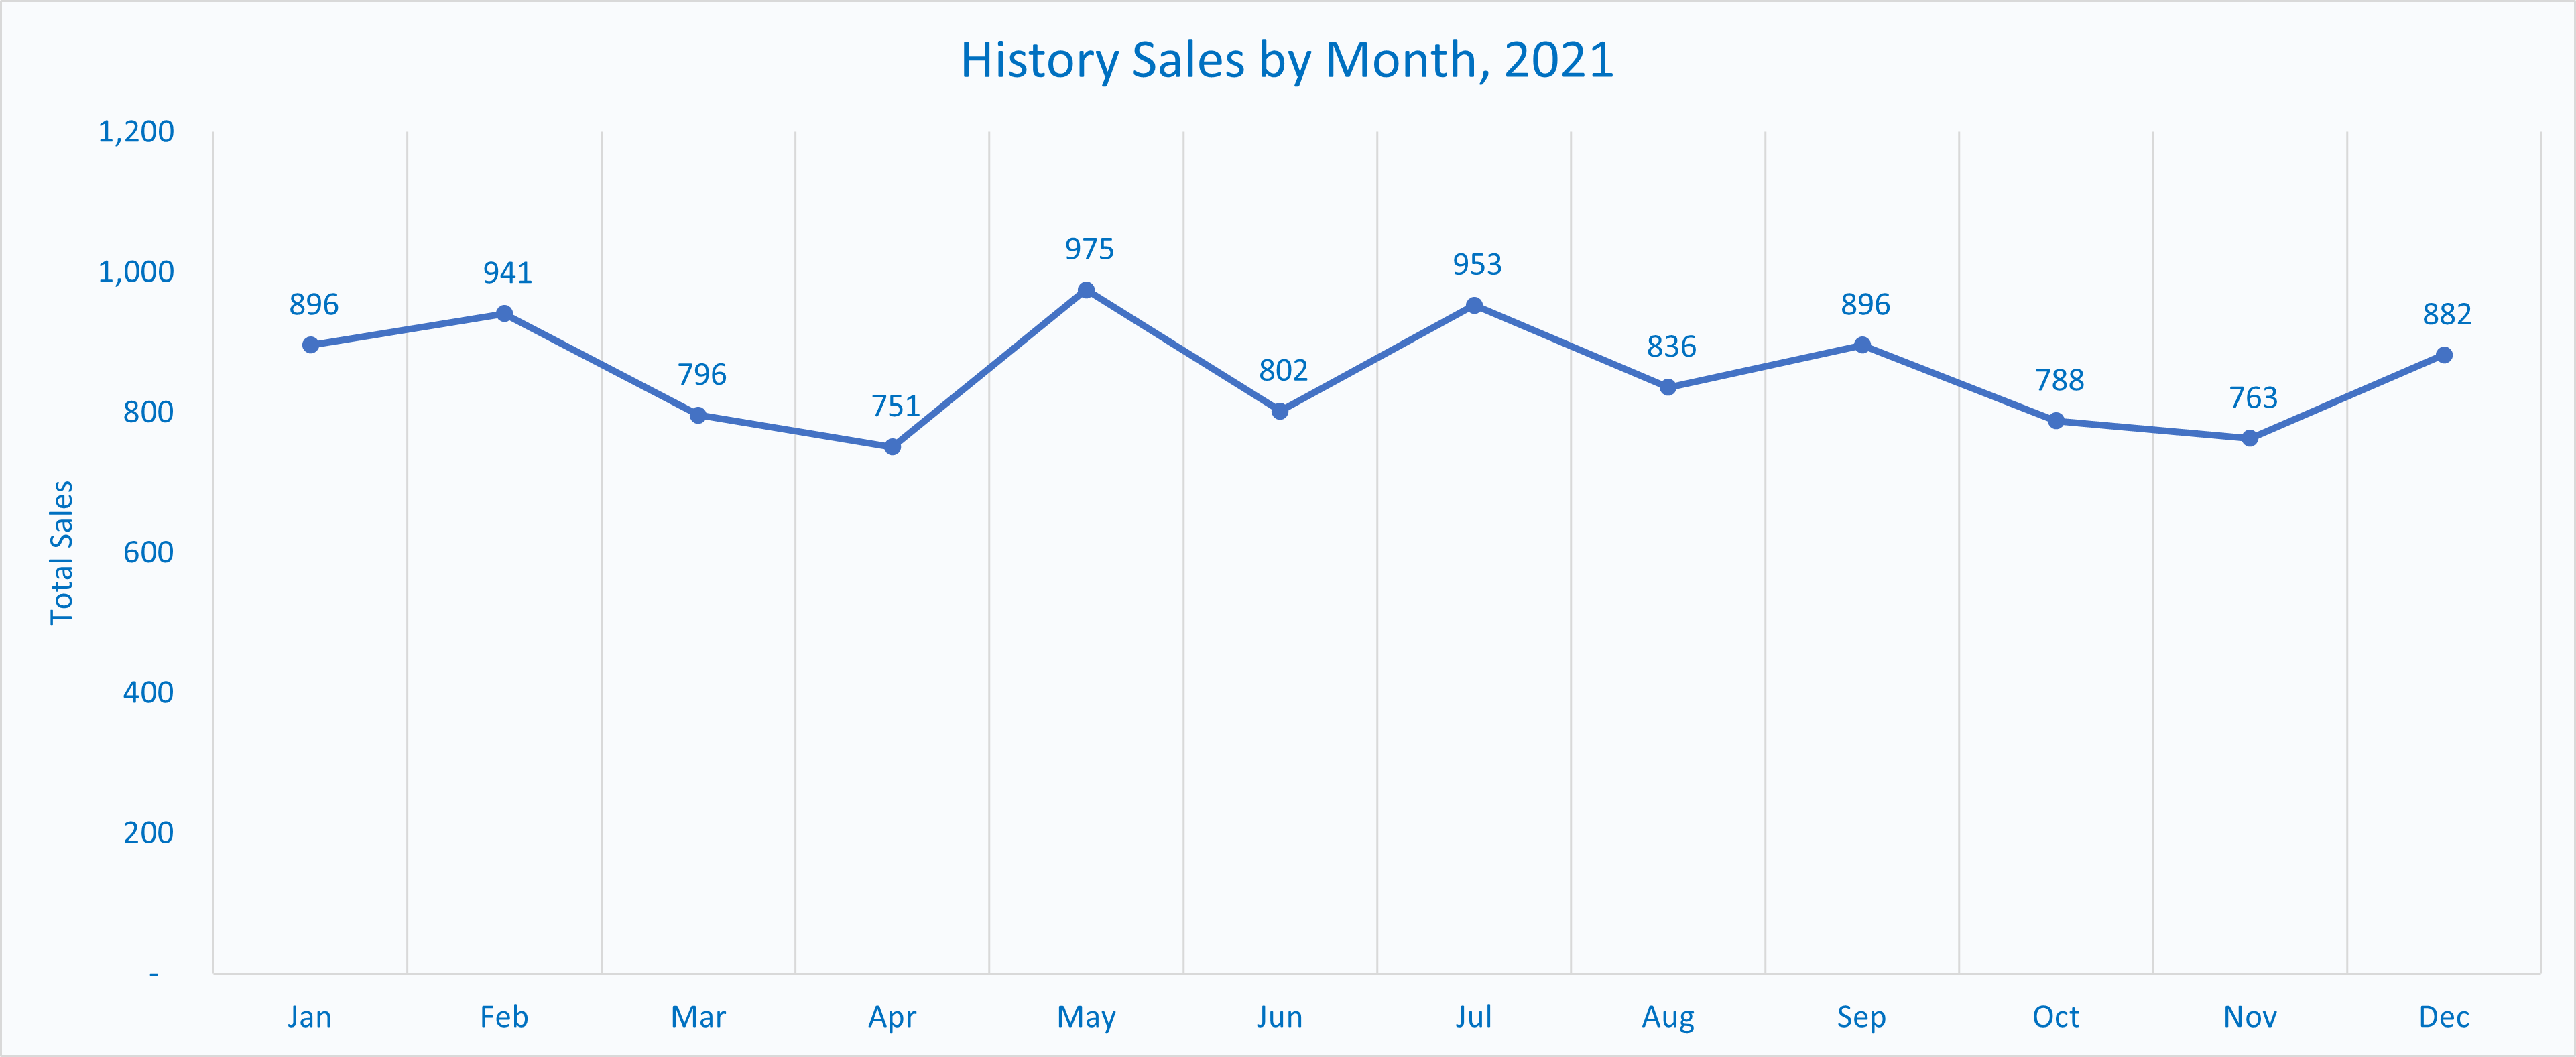 History Sales by Month, 2021
Total Sales
1,200
1,000
800
600
400
200
-
896
941
796
751
975
802
953
836
896
788
763
882
Jan
Feb
Mar
Apr
May
Jun
Jul
Aug
Sep
Oct
Nov
Dec